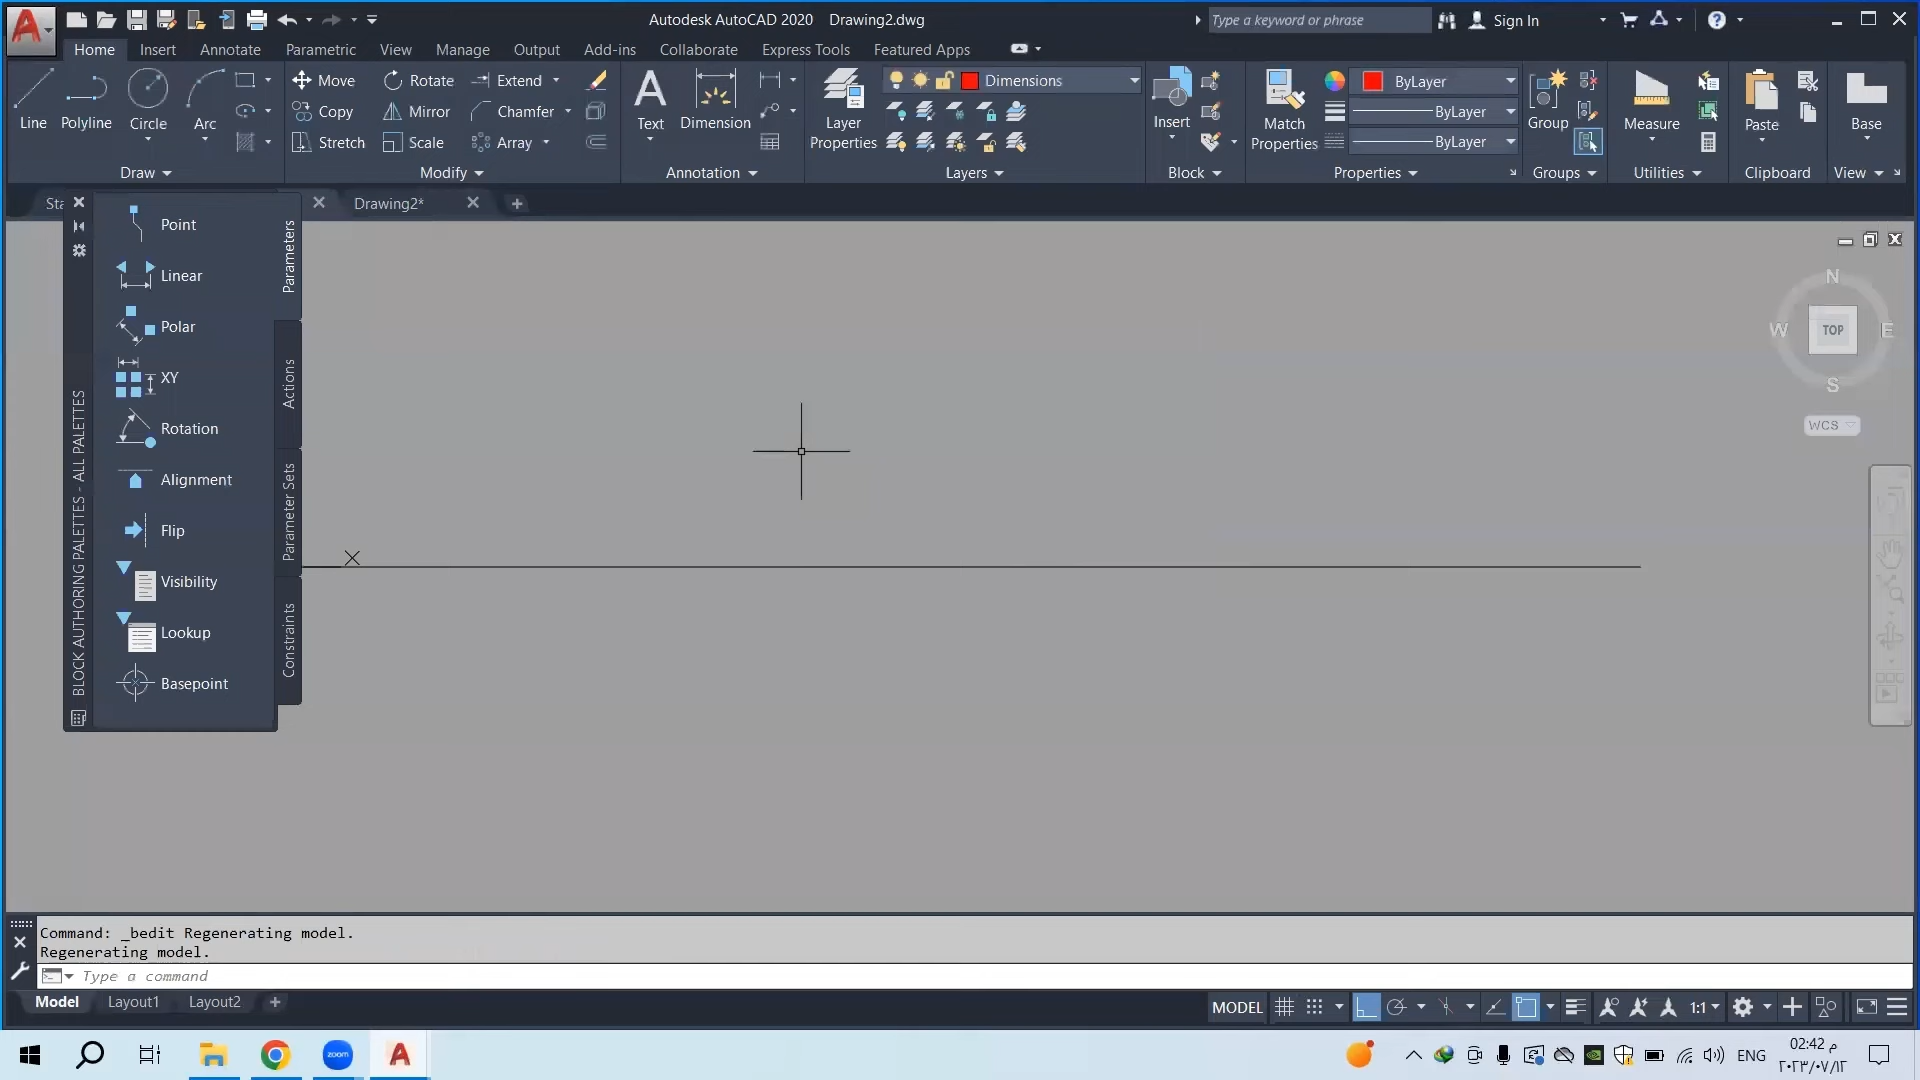 Autodesk AutoCAD 2020 Drawing2.dwg
Type a keyword or phrase
Sign In
Home Insert Annotate Parametric View Manage Output Add-ins Collaborate Express Tools Featured Apps
Line Polyline Circle Arc
Move Rotate Extend
Copy Mirror Chamfer
Stretch Scale Array
Text Dimension
Layer Properties
Dimensions
Insert
Match Properties
ByLayer
ByLayer
ByLayer
Group Measure Paste Base
Draw Modify Annotation Layers Block Properties Groups Utilities Clipboard View
Sta
Drawing2*
Point
Linear
Polar
XY
Rotation
Alignment
Flip
Visibility
Lookup
Basepoint
Parameters
Actions
Parameter Sets
Constraints
BLOCK AUTHORING PALETTES - ALL PALETTES
N
W TOP E
S
WCS
Command: _bedit Regenerating model.
Regenerating model.
Type a command
Model Layout1 Layout2
MODEL 1:1
zoom
ENG
02:42 م
٢٠٢٣/٠٧/١٢